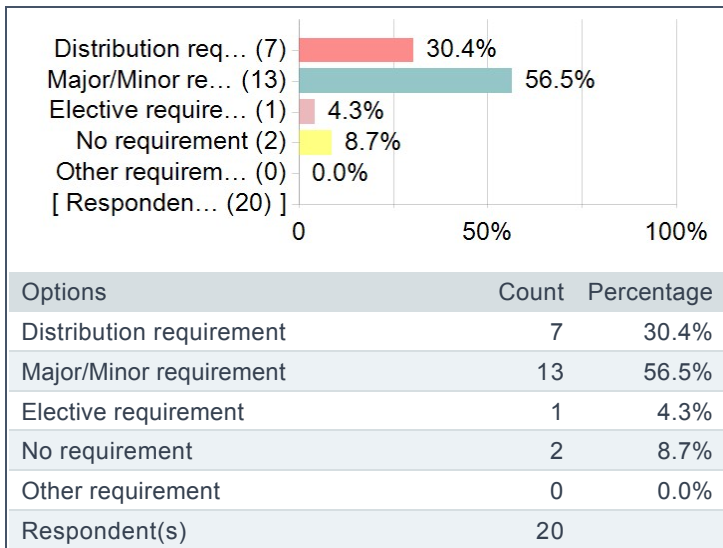 Distribution req... (7) 30.4%
Major/Minor re... (13) 56.5%
Elective require... (1) 4.3%
No requirement (2) 8.7%
Other requirem... (0) 0.0%
[ Responden... (20) ]
0 50% 100%
Options Count Percentage
Distribution requirement 7 30.4%
Major/Minor requirement 13 56.5%
Elective requirement 1 4.3%
No requirement 2 8.7%
Other requirement 0 0.0%
Respondent(s) 20